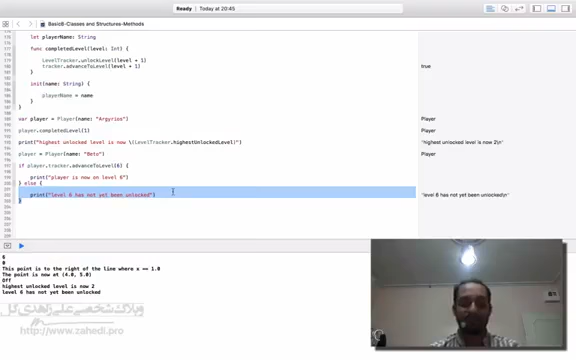 Ready | Today at 20:45
Basic8-Classes and Structures-Methods
let playerName: String
func completedLevel(level: Int) {
LevelTracker.unlockLevel(level + 1)
tracker.advanceToLevel(level + 1)
true
}
init(name: String) {
playerName = name
}
}
var player = Player(name: "Argyrios")
Player
player.completedLevel(1)
Player
print("highest unlocked level is now \(LevelTracker.highestUnlockedLevel)")
"highest unlocked level is now 2\n"
player = Player(name: "Beto")
Player
if player.tracker.advanceToLevel(6) {
print("player is now on level 6")
} else {
print("level 6 has not yet been unlocked")
"level 6 has not yet been unlocked\n"
}
6
0
This point is to the right of the line where x == 1.0
The point is now at (4.0, 5.0)
Off
highest unlocked level is now 2
level 6 has not yet been unlocked
وبلاگ شخصی علی زاهدی گل
http://www.zahedi.pro